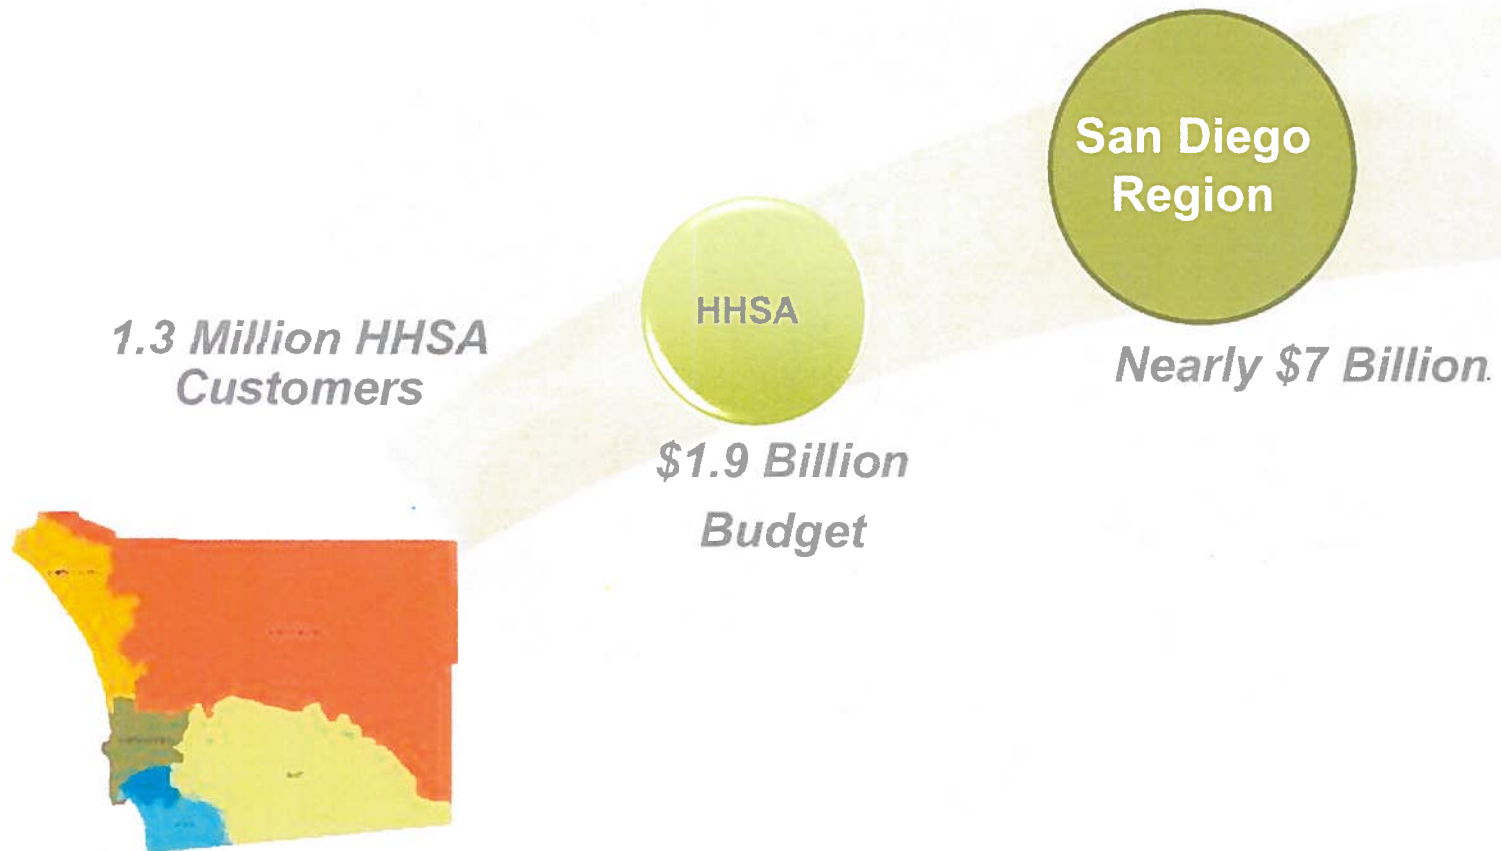 San Diego
Region
HHSA
1.3 Million HHSA
Customers
Nearly $7 Billion
$1.9 Billion
Budget